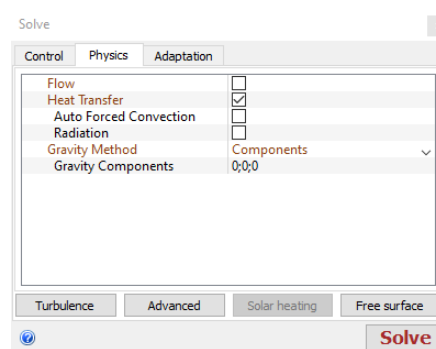 Solve
Control Physics Adaptation
Flow
Heat Transfer
Auto Forced Convection
Radiation
Gravity Method Components
Gravity Components 0;0;0
Turbulence Advanced Solar heating Free surface
? Solve